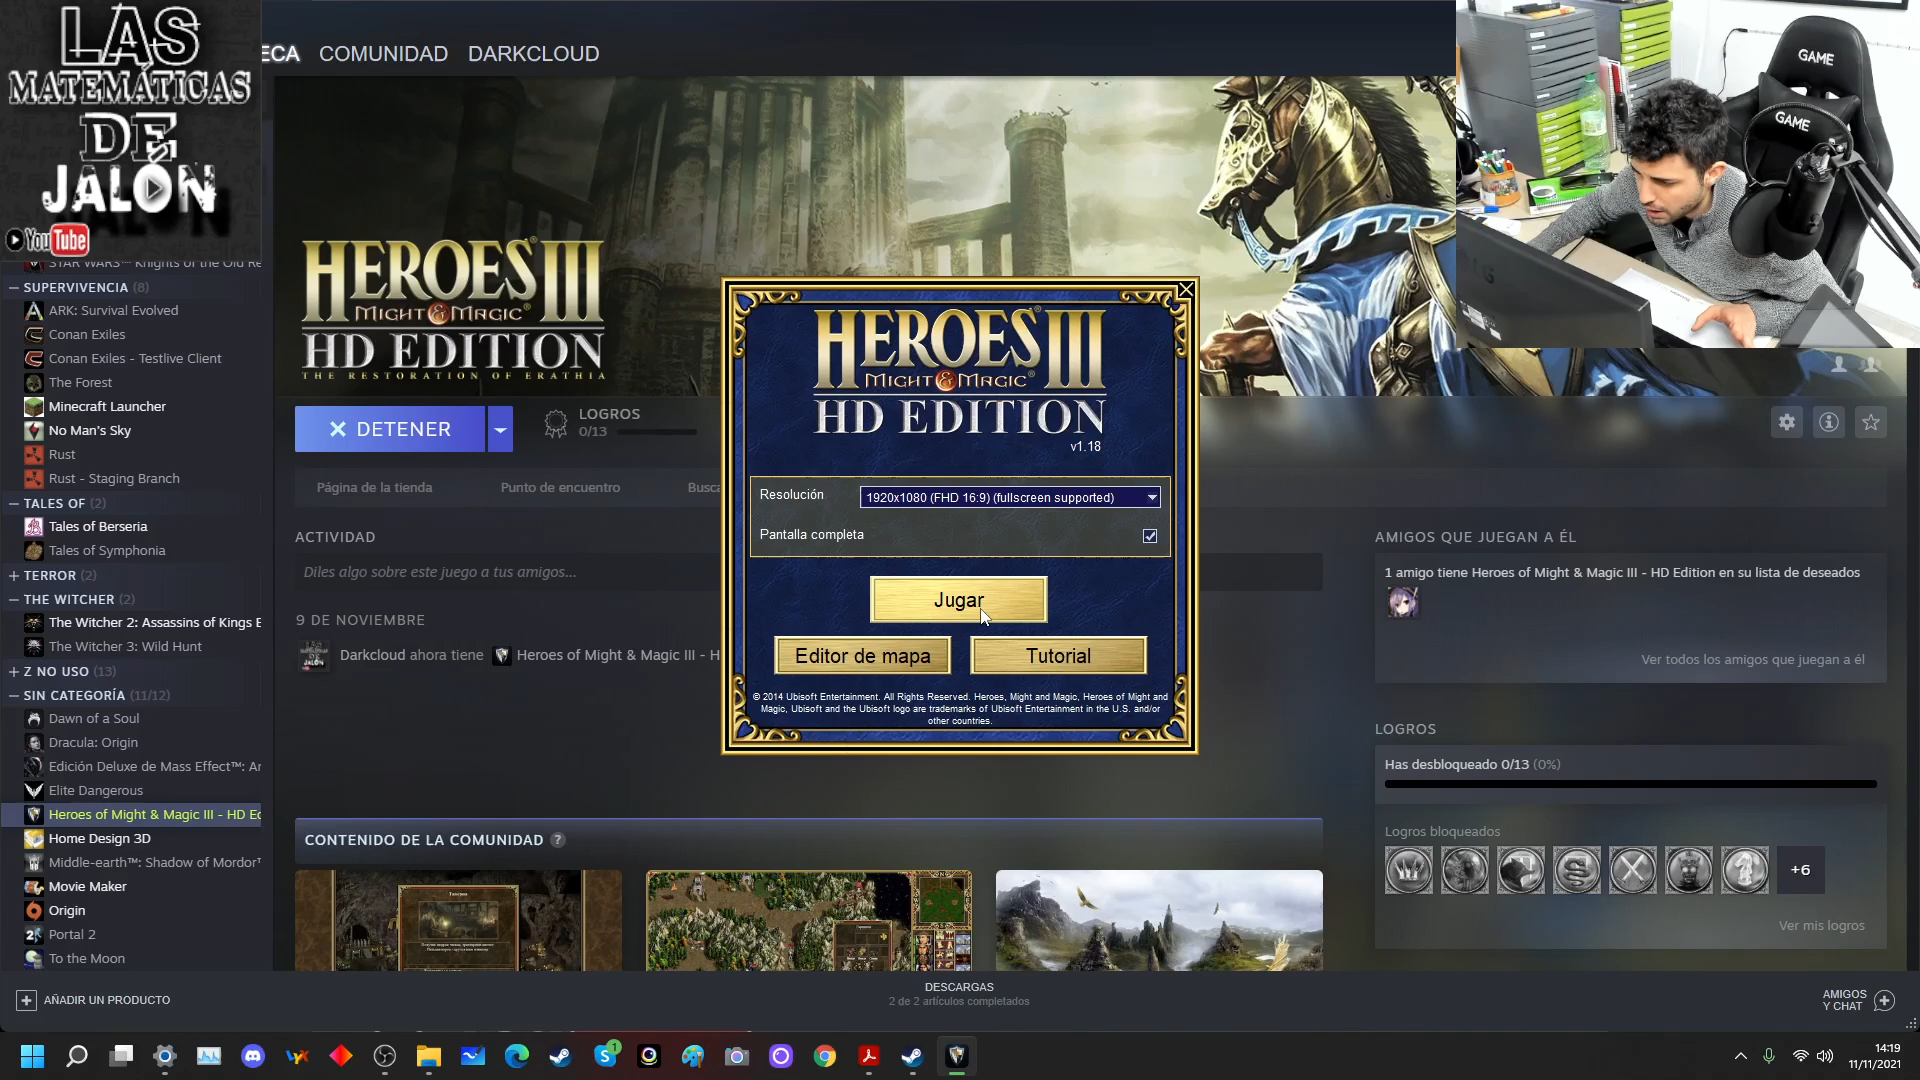 LAS
MATEMÁTICAS
DE
JALÓN
YouTube
ECA
COMUNIDAD
DARKCLOUD
GAME
GAME
STAR WARS™ Knights of the Old Re
SUPERVIVENCIA (8)
ARK: Survival Evolved
Conan Exiles
Conan Exiles - Testlive Client
The Forest
Minecraft Launcher
No Man's Sky
Rust
Rust - Staging Branch
TALES OF (2)
Tales of Berseria
Tales of Symphonia
TERROR (2)
THE WITCHER (2)
The Witcher 2: Assassins of Kings E
The Witcher 3: Wild Hunt
Z NO USO (13)
SIN CATEGORÍA (11/12)
Dawn of a Soul
Dracula: Origin
Edición Deluxe de Mass Effect™: Ar
Elite Dangerous
Heroes of Might & Magic III - HD Ed
Home Design 3D
Middle-earth™: Shadow of Mordor™
Movie Maker
Origin
Portal 2
To the Moon
AÑADIR UN PRODUCTO
HEROES® III
MIGHT & MAGIC®
HD EDITION
THE RESTORATION OF ERATHIA
DETENER
LOGROS
0/13
Página de la tienda
Punto de encuentro
Busca
ACTIVIDAD
Diles algo sobre este juego a tus amigos...
9 DE NOVIEMBRE
Darkcloud ahora tiene
Heroes of Might & Magic III - H
HEROES® III
MIGHT & MAGIC®
HD EDITION
v1.18
Resolución
1920x1080 (FHD 16:9) (fullscreen supported)
Pantalla completa
Jugar
Editor de mapa
Tutorial
© 2014 Ubisoft Entertainment. All Rights Reserved. Heroes, Might and Magic, Heroes of Might and
Magic, Ubisoft and the Ubisoft logo are trademarks of Ubisoft Entertainment in the U.S. and/or
other countries.
CONTENIDO DE LA COMUNIDAD ?
AMIGOS QUE JUEGAN A ÉL
1 amigo tiene Heroes of Might & Magic III - HD Edition en su lista de deseados
Ver todos los amigos que juegan a él
LOGROS
Has desbloqueado 0/13 (0%)
Logros bloqueados
+6
Ver mis logros
DESCARGAS
2 de 2 artículos completados
AMIGOS
Y CHAT
1
14:19
11/11/2021